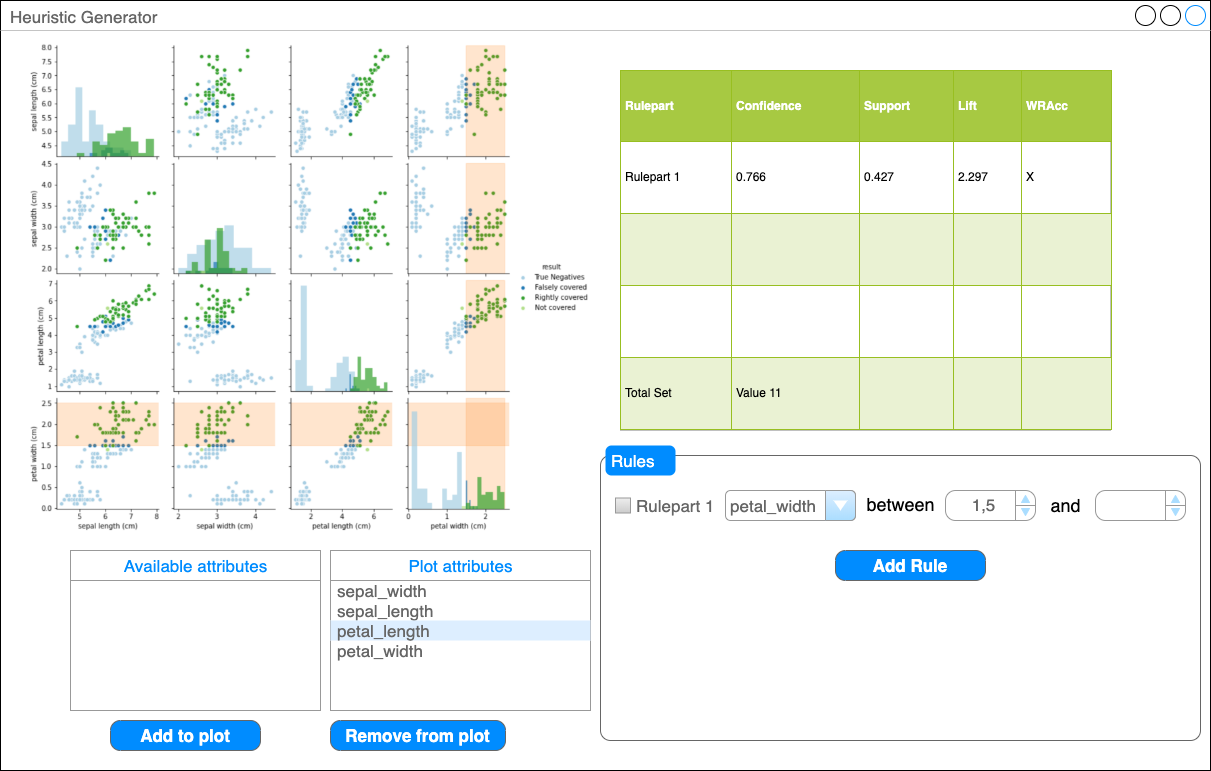 Heuristic Generator
8.0
7.5
7.0
6.5
6.0
5.5
5.0
4.5
sepal length (cm)
4.5
4.0
3.5
3.0
2.5
2.0
sepal width (cm)
7
6
5
4
3
2
1
petal length (cm)
2.5
2.0
1.5
1.0
0.5
0.0
petal width (cm)
5 6 7 8
sepal length (cm)
2 3 4
sepal width (cm)
2 4 6
petal length (cm)
0 1 2
petal width (cm)
result
True Negatives
Falsely covered
Rightly covered
Not covered
Rulepart Confidence Support Lift WRAcc
Rulepart 1 0.766 0.427 2.297 X
Total Set Value 11
Rules
Rulepart 1 petal_width between 1,5 and
Add Rule
Available attributes
Plot attributes
sepal_width
sepal_length
petal_length
petal_width
Add to plot
Remove from plot